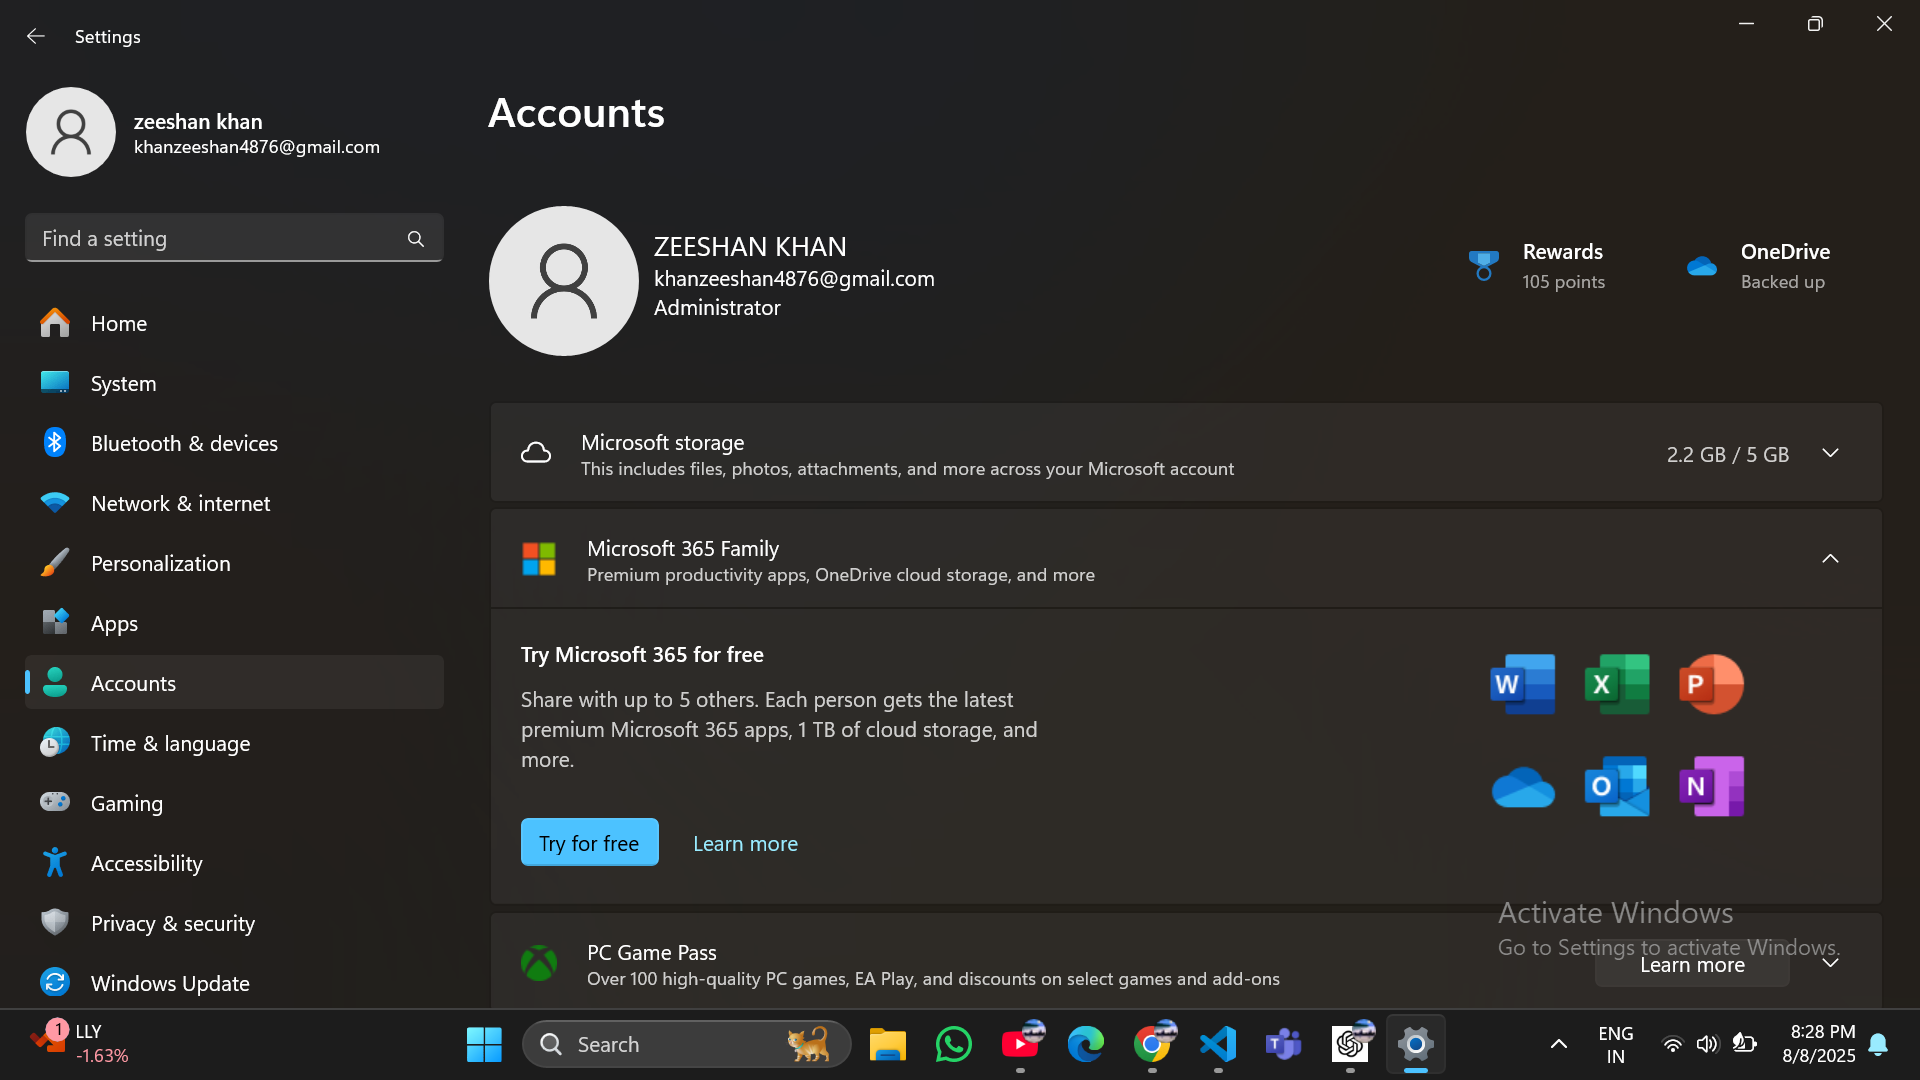 Settings
zeeshan khan
khanzeeshan4876@gmail.com
Find a setting
Home
System
Bluetooth & devices
Network & internet
Personalization
Apps
Accounts
Time & language
Gaming
Accessibility
Privacy & security
Windows Update
Accounts
ZEESHAN KHAN
khanzeeshan4876@gmail.com
Administrator
Rewards
105 points
OneDrive
Backed up
Microsoft storage
This includes files, photos, attachments, and more across your Microsoft account
2.2 GB / 5 GB
Microsoft 365 Family
Premium productivity apps, OneDrive cloud storage, and more
Try Microsoft 365 for free
Share with up to 5 others. Each person gets the latest
premium Microsoft 365 apps, 1 TB of cloud storage, and
more.
Try for free
Learn more
W
X
P
O
N
PC Game Pass
Over 100 high-quality PC games, EA Play, and discounts on select games and add-ons
Learn more
Activate Windows
Go to Settings to activate Windows.
1
LLY
-1.63%
Search
T
ENG
IN
8:28 PM
8/8/2025